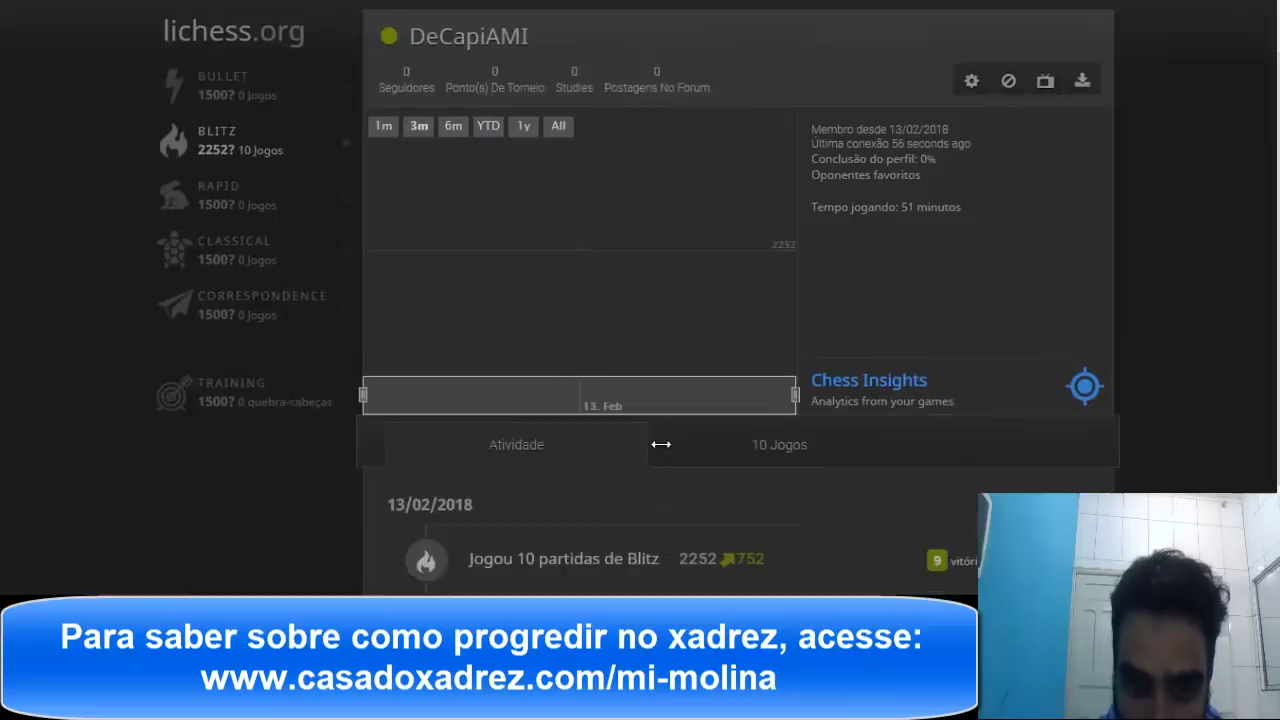 lichess.org
BULLET
1500? 0 Jogos
BLITZ
2252? 10 Jogos
RAPID
1500? 0 Jogos
CLASSICAL
1500? 0 Jogos
CORRESPONDENCE
1500? 0 Jogos
TRAINING
1500? 0 quebra-cabeças
DeCapiAMI
0 0 0 0
Seguidores Ponto(s) De Torneio Studies Postagens No Forum
1m 3m 6m YTD 1y All
2252
13. Feb
Membro desde 13/02/2018
Última conexão 56 seconds ago
Conclusão do perfil: 0%
Oponentes favoritos
Tempo jogando: 51 minutos
Chess Insights
Analytics from your games
Atividade 10 Jogos
13/02/2018
Jogou 10 partidas de Blitz 2252 752 9 vitóri
Para saber sobre como progredir no xadrez, acesse:
www.casadoxadrez.com/mi-molina